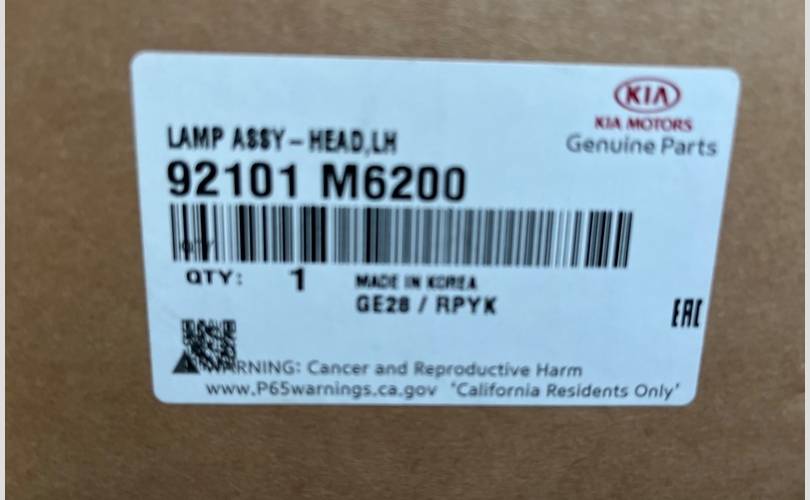 KIA
KIA MOTORS
Genuine Parts
LAMP ASSY - HEAD,LH
92101 M6200
QTY: 1
MADE IN KOREA
GE28 / RPYK
EAC
WARNING: Cancer and Reproductive Harm
www.P65warnings.ca.gov "California Residents Only"